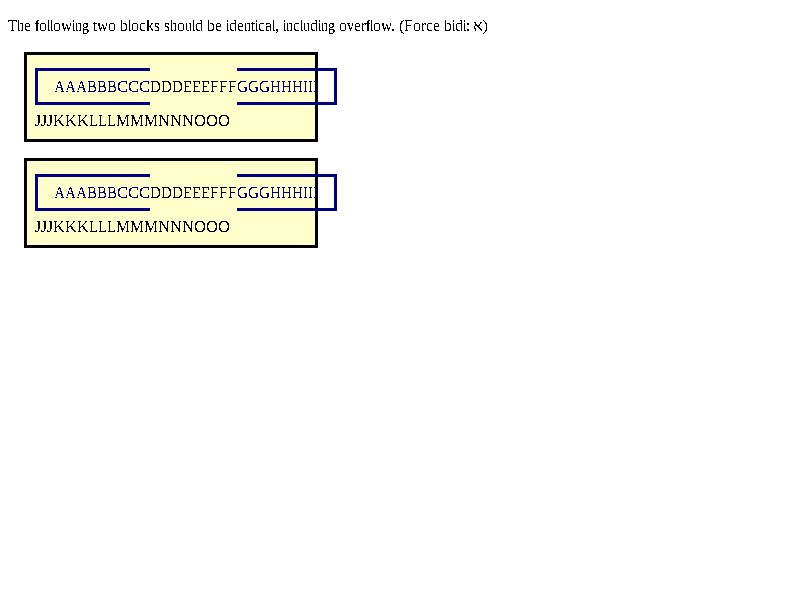 The following two blocks should be identical, including overflow. (Force bidi: א)
AAABBBCCCDDDEEEFFFGGGHHHIII
JJJKKKLLLMMMNNNOOO
AAABBBCCCDDDEEEFFFGGGHHHIII
JJJKKKLLLMMMNNNOOO